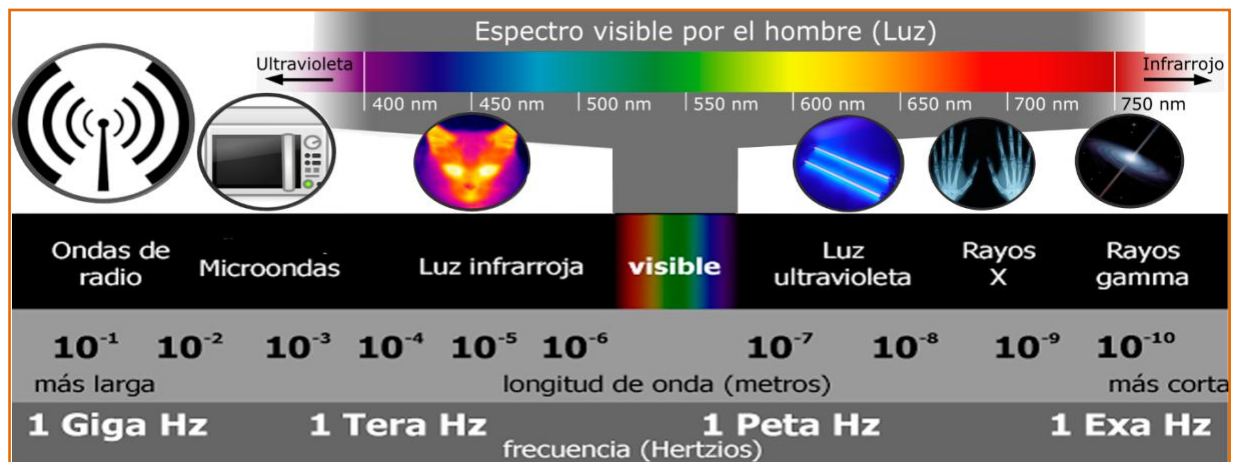 Espectro visible por el hombre (Luz)
Ultravioleta
Infrarrojo
400 nm 450 nm 500 nm 550 nm 600 nm 650 nm 700 nm 750 nm
Ondas de radio
Microondas
Luz infrarroja
visible
Luz ultravioleta
Rayos X
Rayos gamma
10⁻¹ 10⁻² 10⁻³ 10⁻⁴ 10⁻⁵ 10⁻⁶ 10⁻⁷ 10⁻⁸ 10⁻⁹ 10⁻¹⁰
más larga longitud de onda (metros) más corta
1 Giga Hz 1 Tera Hz 1 Peta Hz 1 Exa Hz
frecuencia (Hertzios)